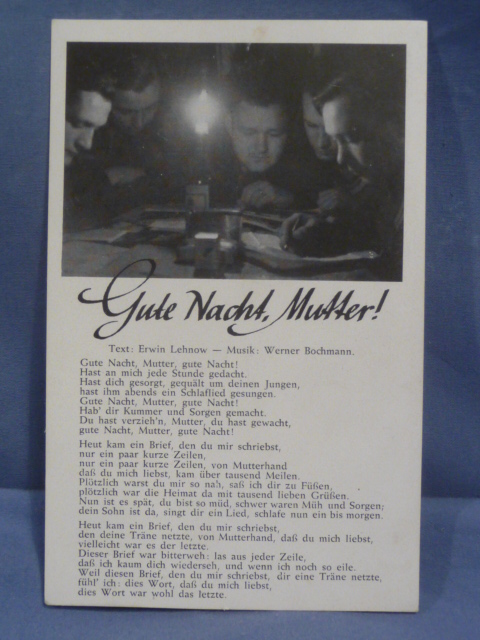 Gute Nacht, Mutter!
Text: Erwin Lehnow — Musik: Werner Bochmann.
Gute Nacht, Mutter, gute Nacht!
Hast an mich jede Stunde gedacht.
Hast dich gesorgt, gequält um deinen Jungen,
hast ihm abends ein Schlaflied gesungen.
Gute Nacht, Mutter, gute Nacht!
Hab' dir Kummer und Sorgen gemacht.
Du hast verzieh'n, Mutter, du hast gewacht,
gute Nacht, Mutter, gute Nacht!
Heut kam ein Brief, den du mir schriebst,
nur ein paar kurze Zeilen,
nur ein paar kurze Zeilen, von Mutterhand
daß du mich liebst, kam über tausend Meilen.
Plötzlich warst du mir so nah, saß ich dir zu Füßen,
plötzlich war die Heimat da mit tausend lieben Grüßen.
Nun ist es spät, du bist so müd, schwer waren Müh und Sorgen;
dein Sohn ist da, singt dir ein Lied, schlafe nun ein bis morgen.
Heut kam ein Brief, den du mir schriebst,
den deine Träne netzte, von Mutterhand, daß du mich liebst,
vielleicht war es der letzte.
Dieser Brief war bitterweh: las aus jeder Zeile,
daß ich kaum dich wiederseh, und wenn ich noch so eile.
Weil diesen Brief, den du mir schriebst, dir eine Träne netzte,
fühl' ich: dies Wort, daß du mich liebst,
dies Wort war wohl das letzte.